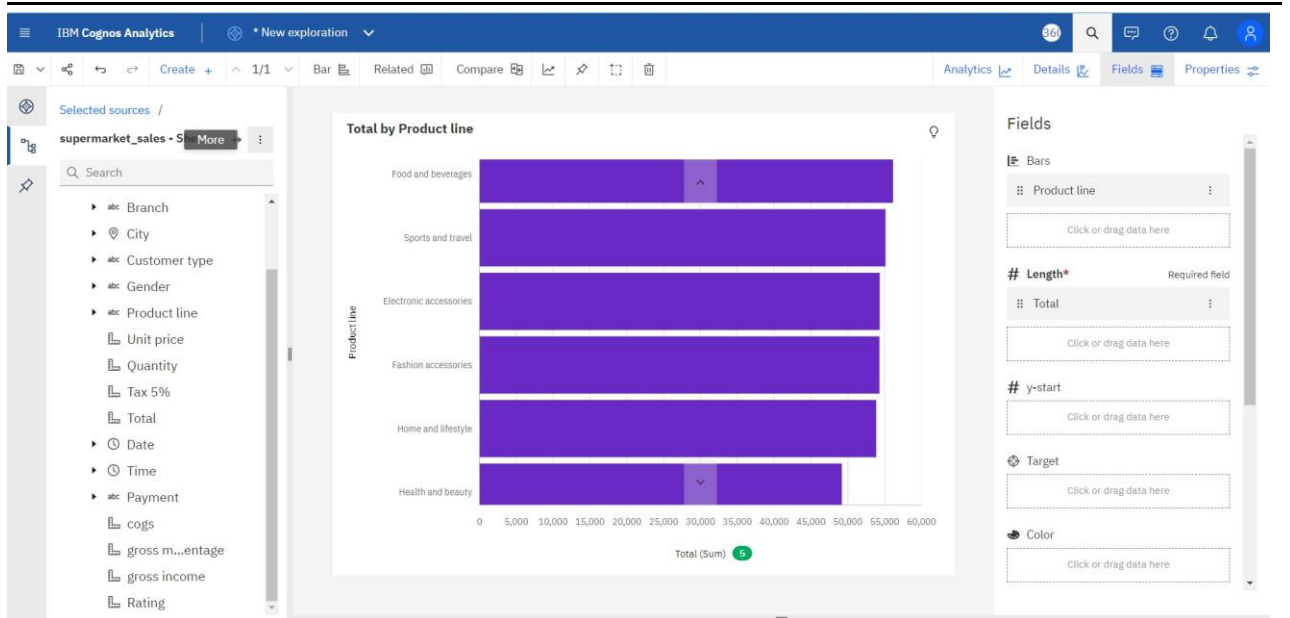 IBM Cognos Analytics
* New exploration
360
Create +
1/1
Bar
Related
Compare
Analytics
Details
Fields
Properties
Selected sources /
supermarket_sales - Sh
More
Search
abc Branch
City
abc Customer type
abc Gender
abc Product line
Unit price
Quantity
Tax 5%
Total
Date
Time
abc Payment
cogs
gross m...entage
gross income
Rating
Total by Product line
Product line
Food and beverages
Sports and travel
Electronic accessories
Fashion accessories
Home and lifestyle
Health and beauty
0 5,000 10,000 15,000 20,000 25,000 30,000 35,000 40,000 45,000 50,000 55,000 60,000
Total (Sum) 5
Fields
Bars
Product line
Click or drag data here
# Length* Required field
Total
Click or drag data here
# y-start
Click or drag data here
Target
Click or drag data here
Color
Click or drag data here